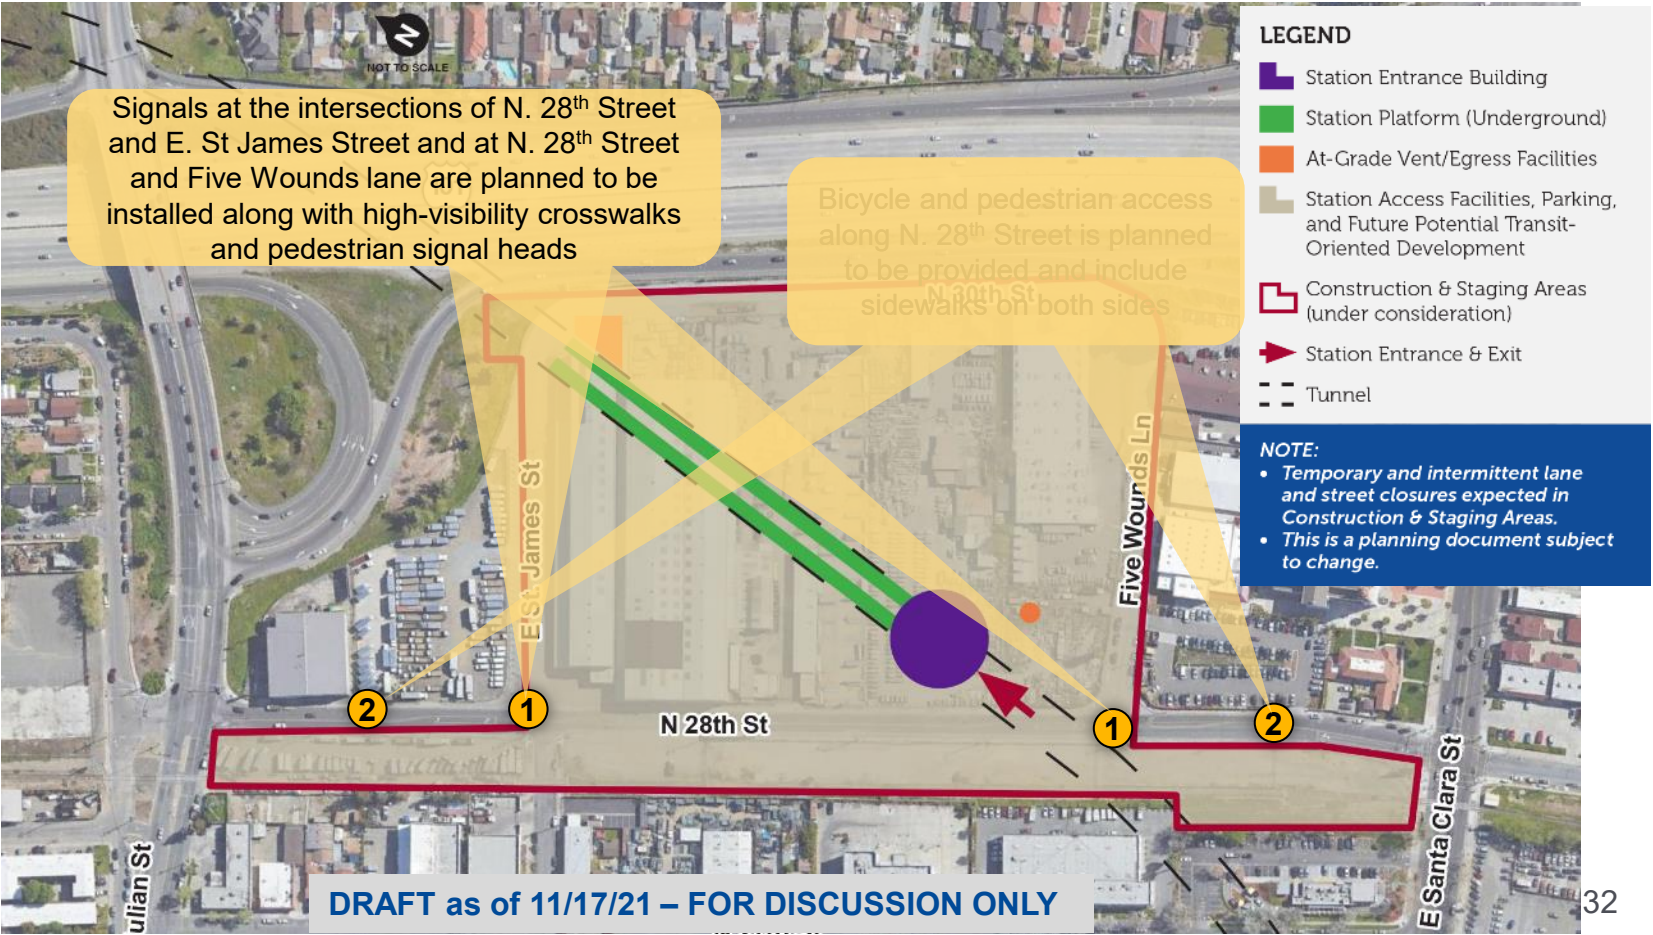 N
NOT TO SCALE
Signals at the intersections of N. 28th Street
and E. St James Street and at N. 28th Street
and Five Wounds lane are planned to be
installed along with high-visibility crosswalks
and pedestrian signal heads
Bicycle and pedestrian access
along N. 28th Street is planned
to be provided and include
sidewalks on both sides
N 30th St
LEGEND
Station Entrance Building
Station Platform (Underground)
At-Grade Vent/Egress Facilities
Station Access Facilities, Parking,
and Future Potential Transit-
Oriented Development
Construction & Staging Areas
(under consideration)
Station Entrance & Exit
Tunnel
NOTE:
• Temporary and intermittent lane
and street closures expected in
Construction & Staging Areas.
• This is a planning document subject
to change.
E St. James St
Five Wounds Ln
2
1
N 28th St
1
2
ulian St
E Santa Clara St
DRAFT as of 11/17/21 – FOR DISCUSSION ONLY
32